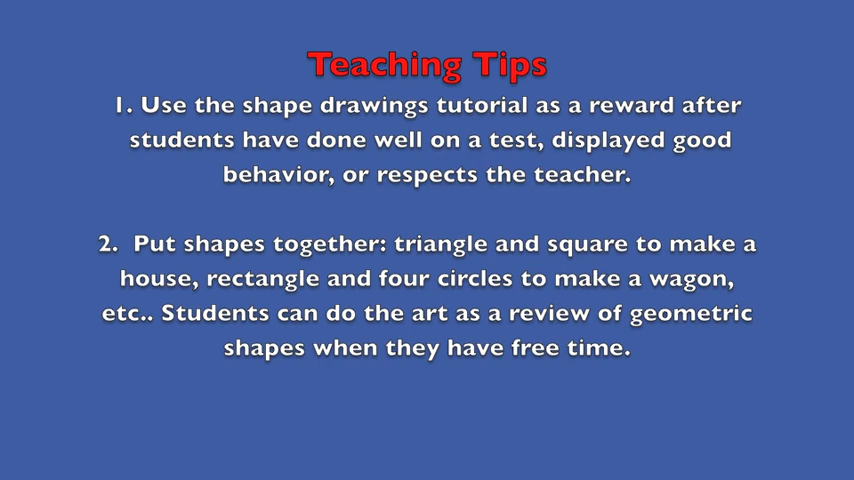 Teaching Tips
1. Use the shape drawings tutorial as a reward after
students have done well on a test, displayed good
behavior, or respects the teacher.
2.  Put shapes together: triangle and square to make a
house, rectangle and four circles to make a wagon,
etc.. Students can do the art as a review of geometric
shapes when they have free time.